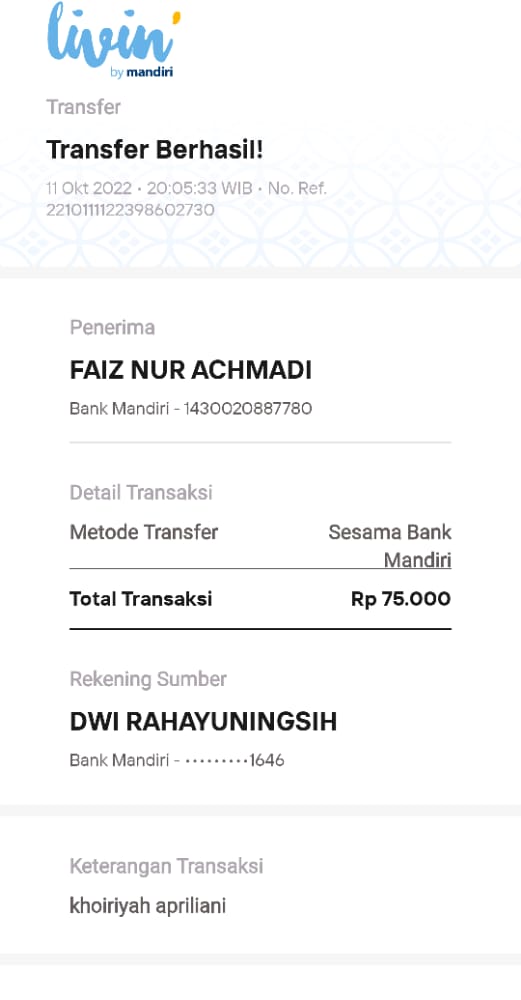 livin'
by mandiri
Transfer
Transfer Berhasil!
11 Okt 2022 • 20:05:33 WIB • No. Ref.
2210111122398602730
Penerima
FAIZ NUR ACHMADI
Bank Mandiri - 1430020887780
Detail Transaksi
Metode Transfer Sesama Bank
Mandiri
Total Transaksi Rp 75.000
Rekening Sumber
DWI RAHAYUNINGSIH
Bank Mandiri - •••••••••1646
Keterangan Transaksi
khoiriyah apriliani